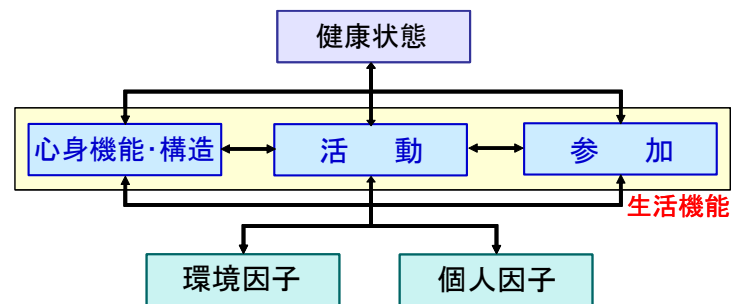 健康状態
心身機能・構造
活　動
参　加
生活機能
環境因子
個人因子